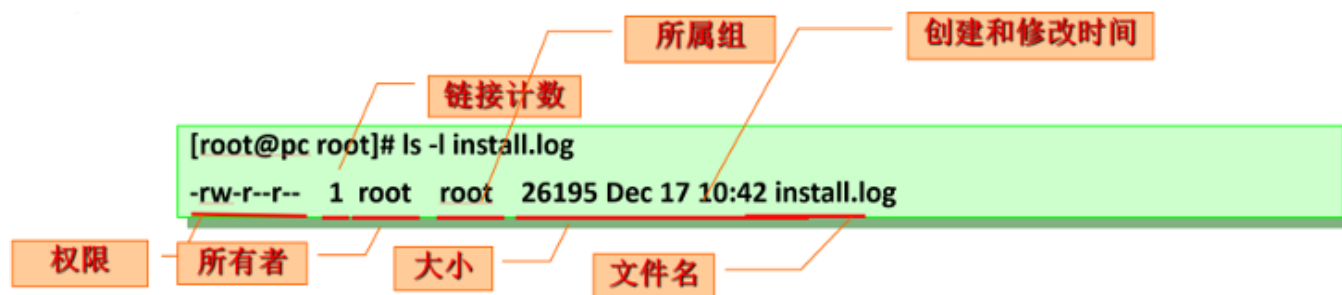 所属组
创建和修改时间
链接计数
[root@pc root]# ls -l install.log
-rw-r--r-- 1 root root 26195 Dec 17 10:42 install.log
权限
所有者
大小
文件名